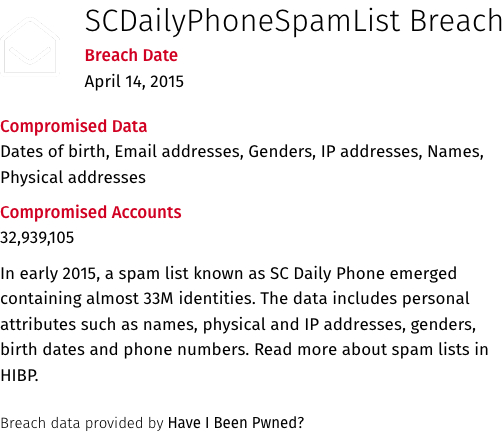 SCDailyPhoneSpamList Breach
Breach Date
April 14, 2015
Compromised Data
Dates of birth, Email addresses, Genders, IP addresses, Names,
Physical addresses
Compromised Accounts
32,939,105
In early 2015, a spam list known as SC Daily Phone emerged
containing almost 33M identities. The data includes personal
attributes such as names, physical and IP addresses, genders,
birth dates and phone numbers. Read more about spam lists in
HIBP.
Breach data provided by Have I Been Pwned?